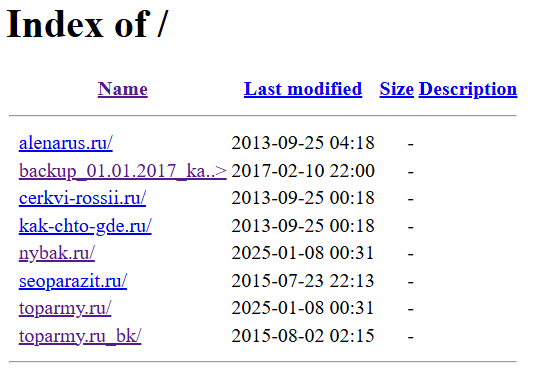 Index of /
Name Last modified Size Description
alenarus.ru/ 2013-09-25 04:18 -
backup_01.01.2017_ka..> 2017-02-10 22:00 -
cerkvi-rossii.ru/ 2013-09-25 00:18 -
kak-chto-gde.ru/ 2013-09-25 00:18 -
nybak.ru/ 2025-01-08 00:31 -
seoparazit.ru/ 2015-07-23 22:13 -
toparmy.ru/ 2025-01-08 00:31 -
toparmy.ru_bk/ 2015-08-02 02:15 -